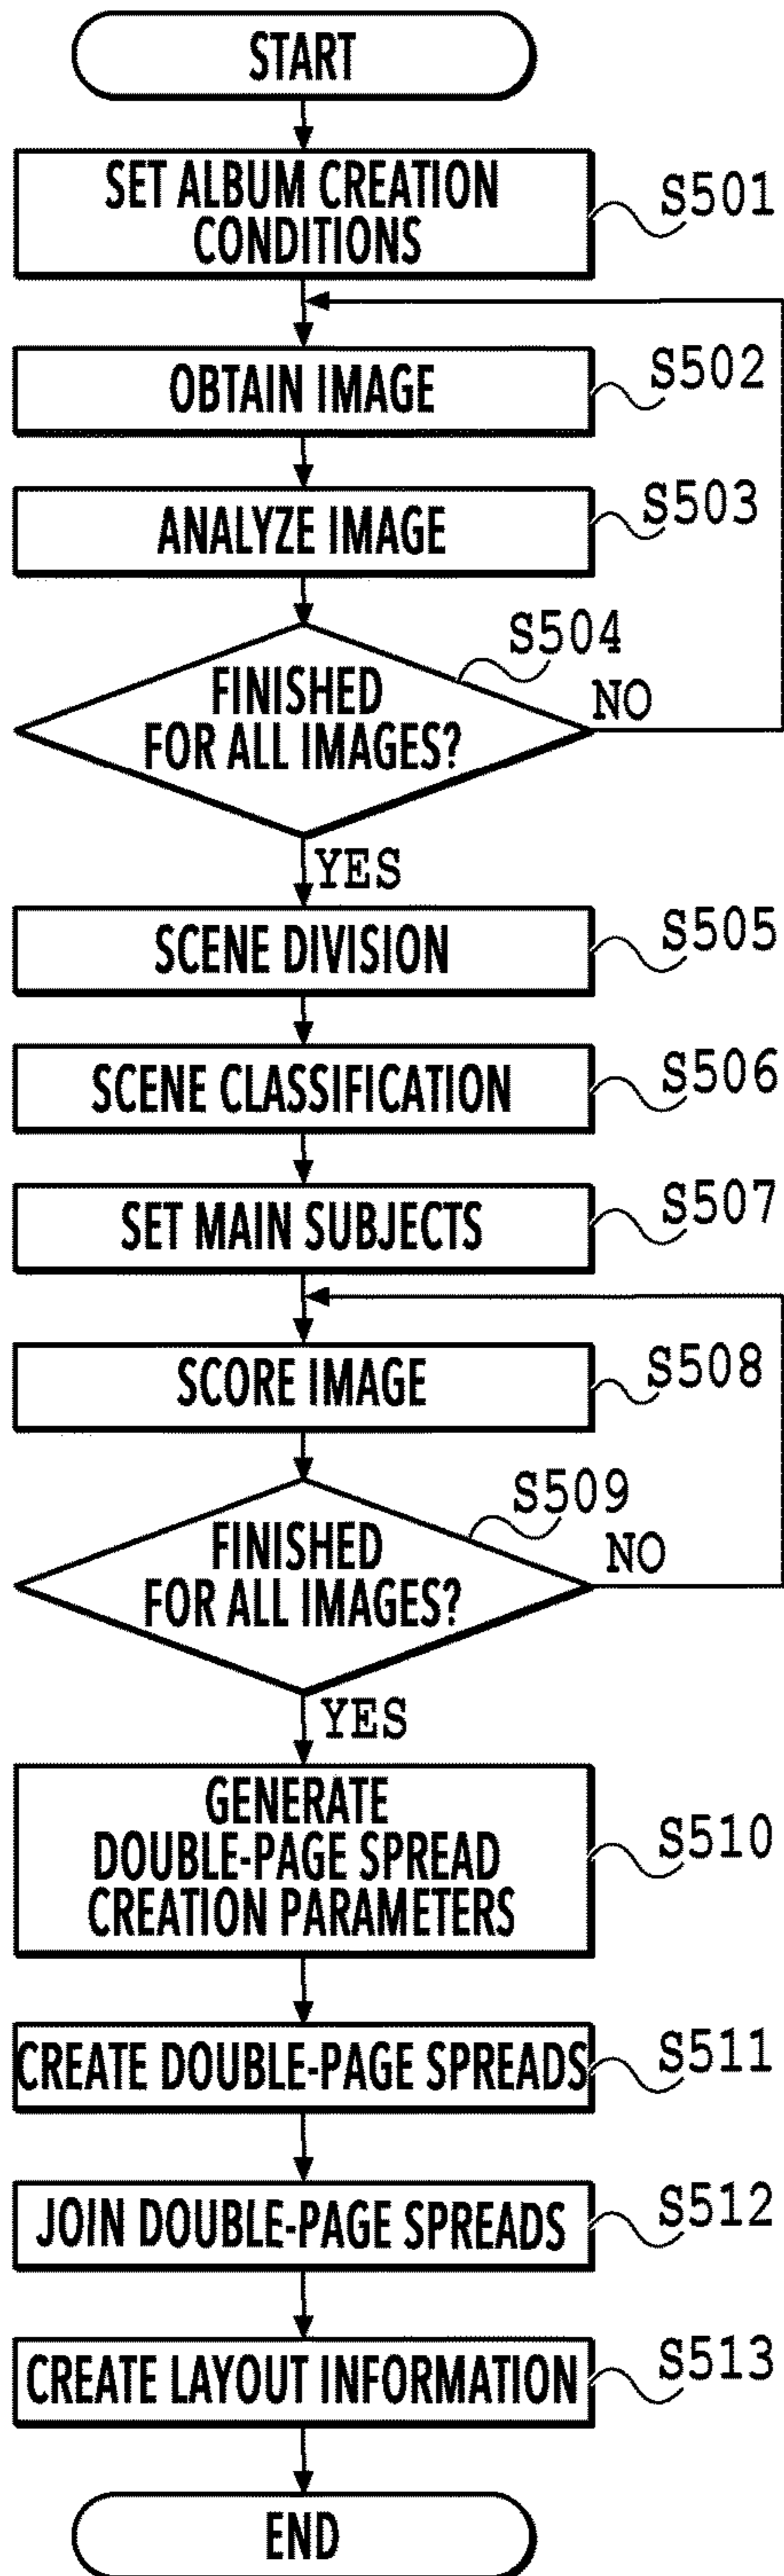 START
SET ALBUM CREATION
CONDITIONS
S501
OBTAIN IMAGE
S502
ANALYZE IMAGE
S503
FINISHED
FOR ALL IMAGES?
S504
NO
YES
SCENE DIVISION
S505
SCENE CLASSIFICATION
S506
SET MAIN SUBJECTS
S507
SCORE IMAGE
S508
FINISHED
FOR ALL IMAGES?
S509
NO
YES
GENERATE
DOUBLE-PAGE SPREAD
CREATION PARAMETERS
S510
CREATE DOUBLE-PAGE SPREADS
S511
JOIN DOUBLE-PAGE SPREADS
S512
CREATE LAYOUT INFORMATION
S513
END